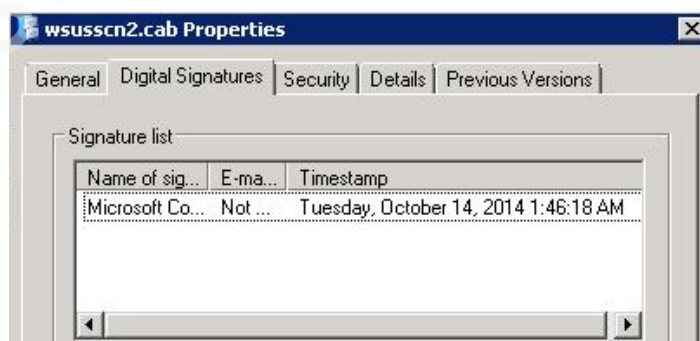 wsusscn2.cab Properties
General Digital Signatures Security Details Previous Versions
Signature list
Name of sig... E-ma... Timestamp
Microsoft Co... Not ... Tuesday, October 14, 2014 1:46:18 AM